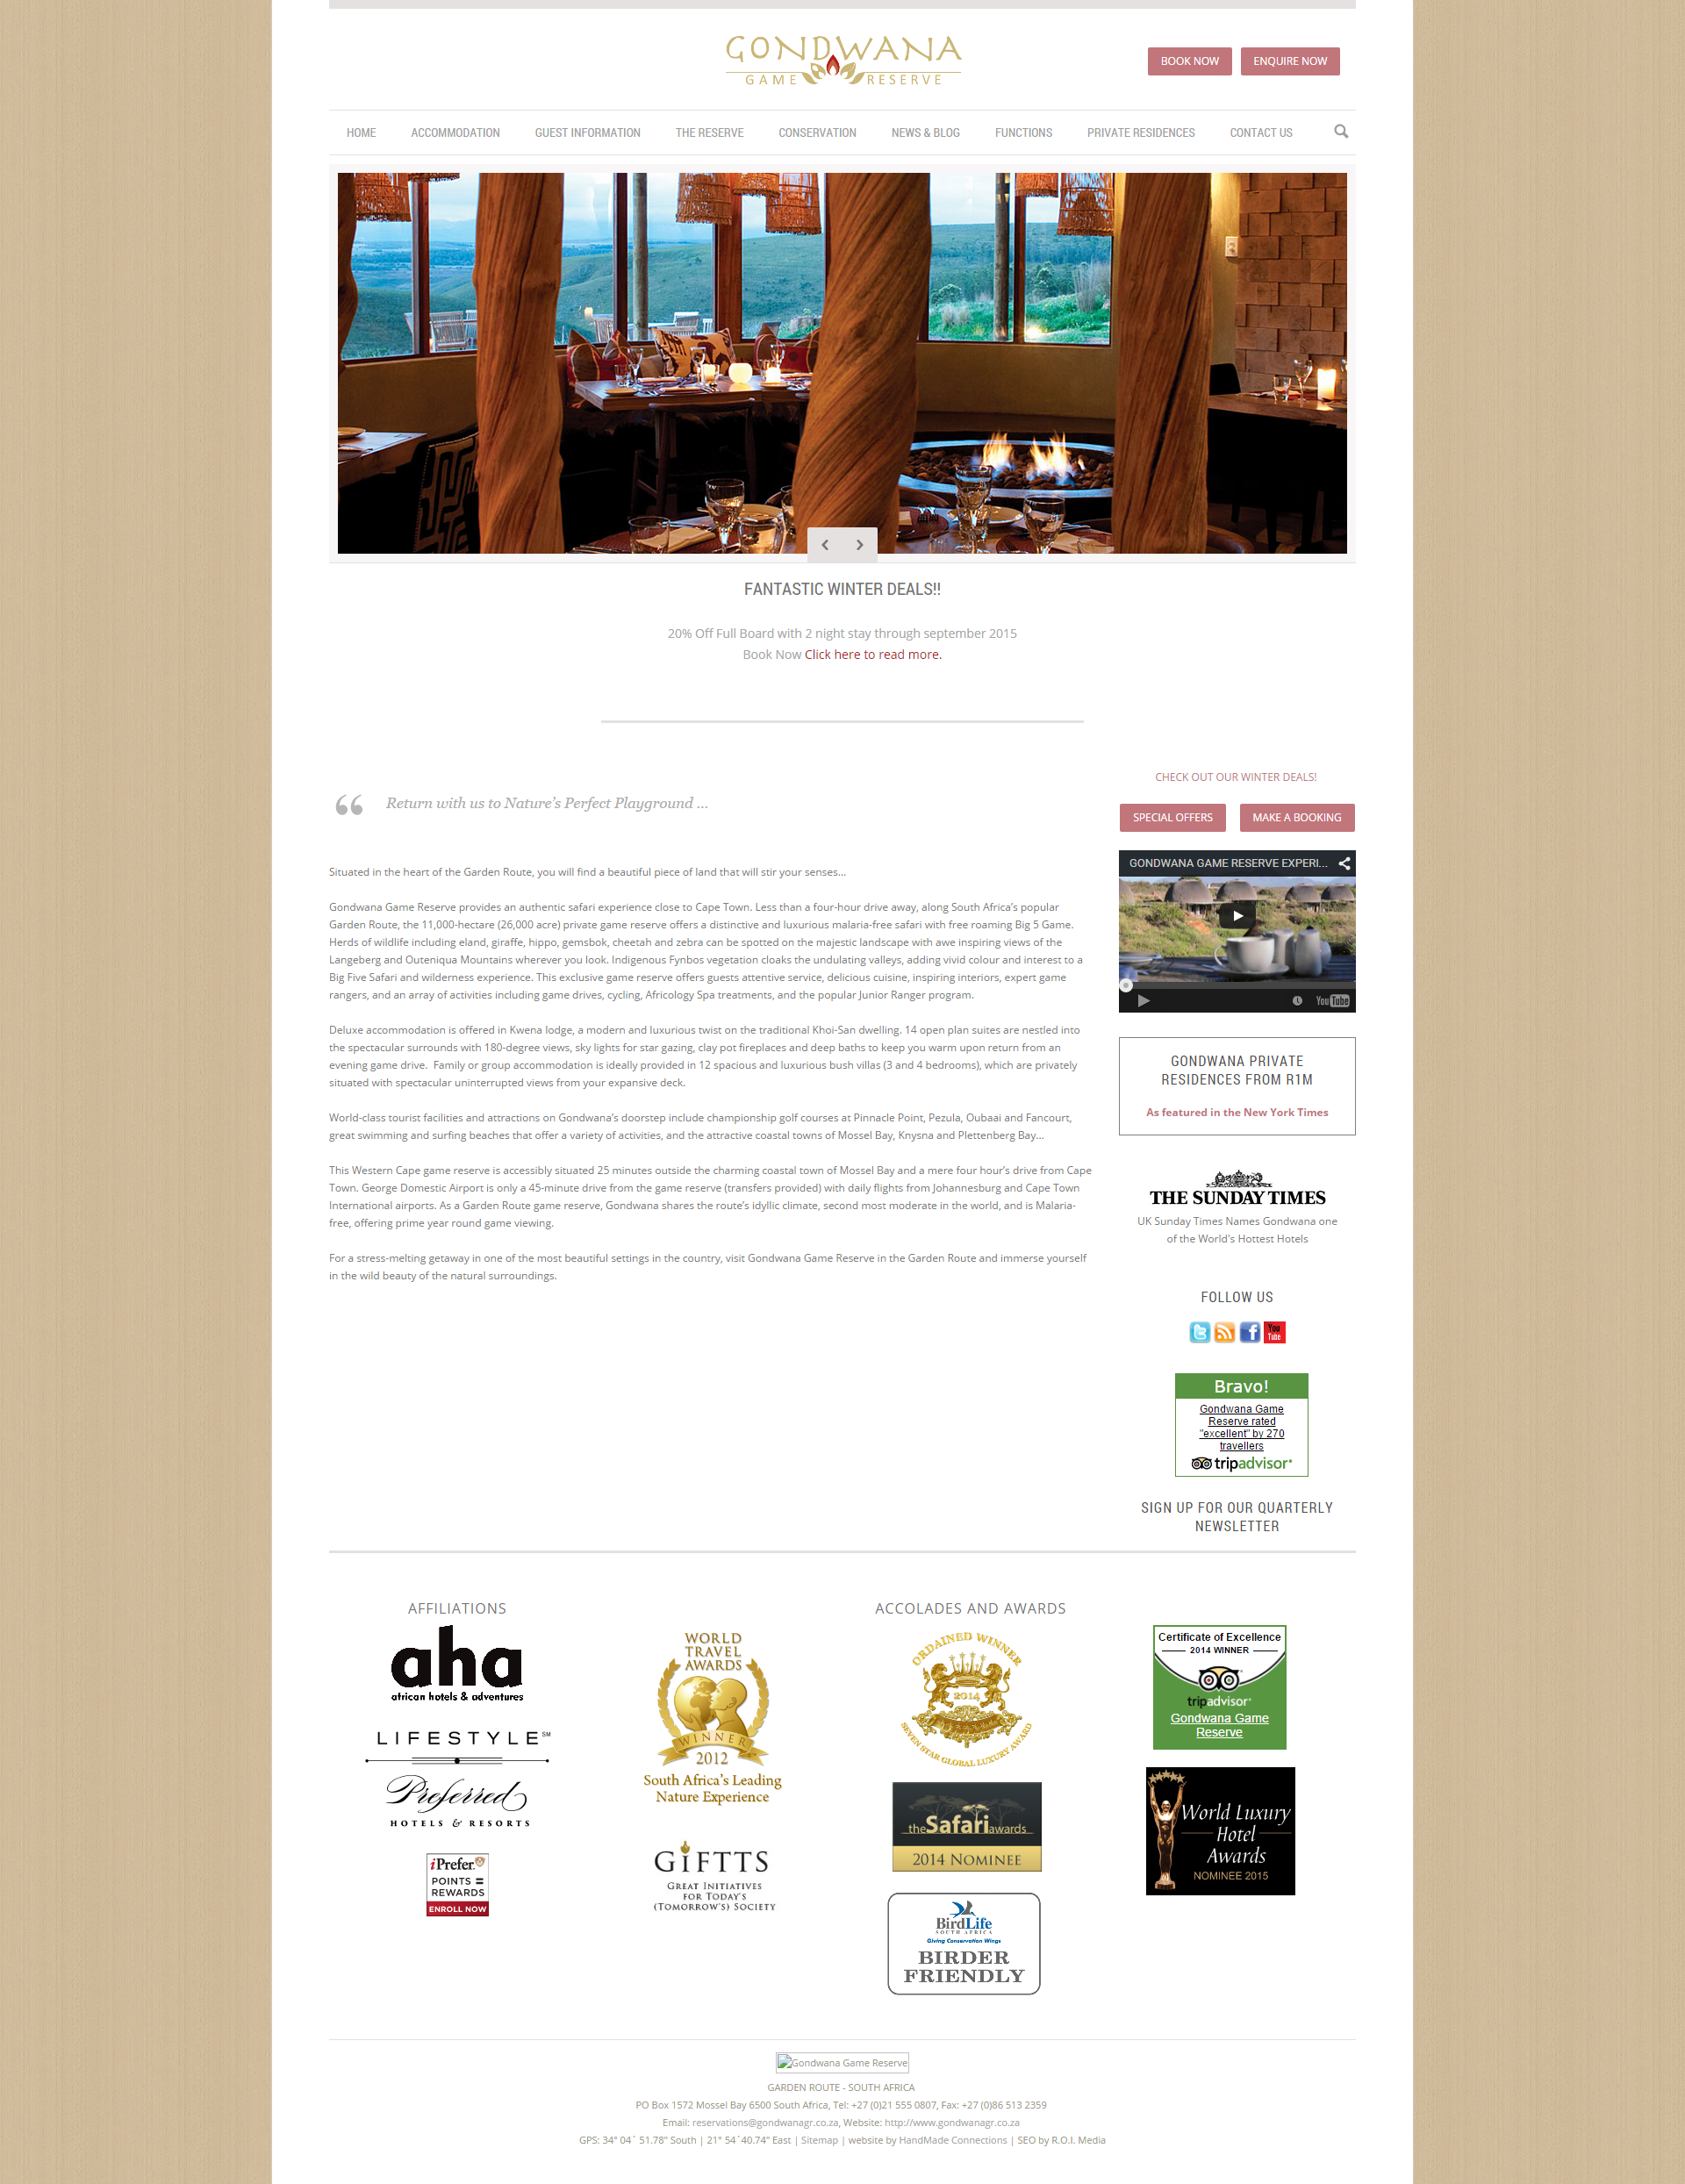 GONDWANA
GAME RESERVE
BOOK NOW
ENQUIRE NOW
HOME
ACCOMMODATION
GUEST INFORMATION
THE RESERVE
CONSERVATION
NEWS & BLOG
FUNCTIONS
PRIVATE RESIDENCES
CONTACT US
FANTASTIC WINTER DEALS!!
20% Off Full Board with 2 night stay through september 2015
Book Now Click here to read more.
Return with us to Nature's Perfect Playground ...
Situated in the heart of the Garden Route, you will find a beautiful piece of land that will stir your senses...
Gondwana Game Reserve provides an authentic safari experience close to Cape Town. Less than a four-hour drive away, along South Africa's popular
Garden Route, the 11,000-hectare (26,000 acre) private game reserve offers a distinctive and luxurious malaria-free safari with free roaming Big 5 Game.
Herds of wildlife including eland, giraffe, hippo, gemsbok, cheetah and zebra can be spotted on the majestic landscape with awe inspiring views of the
Langeberg and Outeniqua Mountains wherever you look. Indigenous Fynbos vegetation cloaks the undulating valleys, adding vivid colour and interest to a
Big Five Safari and wilderness experience. This exclusive game reserve offers guests attentive service, delicious cuisine, inspiring interiors, expert game
rangers, and an array of activities including game drives, cycling, Africology Spa treatments, and the popular Junior Ranger program.
Deluxe accommodation is offered in Kwena lodge, a modern and luxurious twist on the traditional Khoi-San dwelling. 14 open plan suites are nestled into
the spectacular surrounds with 180-degree views, sky lights for star gazing, clay pot fireplaces and deep baths to keep you warm upon return from an
evening game drive. Family or group accommodation is ideally provided in 12 spacious and luxurious bush villas (3 and 4 bedrooms), which are privately
situated with spectacular uninterrupted views from your expansive deck.
World-class tourist facilities and attractions on Gondwana's doorstep include championship golf courses at Pinnacle Point, Pezula, Oubaai and Fancourt,
great swimming and surfing beaches that offer a variety of activities, and the attractive coastal towns of Mossel Bay, Knysna and Plettenberg Bay...
This Western Cape game reserve is accessibly situated 25 minutes outside the charming coastal town of Mossel Bay and a mere four hour's drive from Cape
Town. George Domestic Airport is only a 45-minute drive from the game reserve (transfers provided) with daily flights from Johannesburg and Cape Town
International airports. As a Garden Route game reserve, Gondwana shares the route's idyllic climate, second most moderate in the world, and is Malaria-
free, offering prime year round game viewing.
For a stress-melting getaway in one of the most beautiful settings in the country, visit Gondwana Game Reserve in the Garden Route and immerse yourself
in the wild beauty of the natural surroundings.
CHECK OUT OUR WINTER DEALS!
SPECIAL OFFERS
MAKE A BOOKING
GONDWANA GAME RESERVE EXPERI...
YouTube
GONDWANA PRIVATE
RESIDENCES FROM R1M
As featured in the New York Times
THE SUNDAY TIMES
UK Sunday Times Names Gondwana one
of the World's Hottest Hotels
FOLLOW US
You
Tube
Bravo!
Gondwana Game
Reserve rated
"excellent" by 270
travellers
tripadvisor
SIGN UP FOR OUR QUARTERLY
NEWSLETTER
AFFILIATIONS
aha
african hotels & adventures
LIFESTYLE SM
Preferred
HOTELS & RESORTS
iPrefer
POINTS =
REWARDS
ENROLL NOW
WORLD
TRAVEL
AWARDS
WINNER
2012
South Africa's Leading
Nature Experience
GIFTTS
GREAT INITIATIVES
FOR TODAY'S
(TOMORROW'S) SOCIETY
ACCOLADES AND AWARDS
ORDAINED WINNER
2014
SEVEN STAR GLOBAL LUXURY AWARD
the Safari awards
2014 NOMINEE
BirdLife
SOUTH AFRICA
Giving Conservation Wings
BIRDER
FRIENDLY
Certificate of Excellence
2014 WINNER
tripadvisor
Gondwana Game
Reserve
World Luxury
Hotel
Awards
NOMINEE 2015
Gondwana Game Reserve
GARDEN ROUTE - SOUTH AFRICA
PO Box 1572 Mossel Bay 6500 South Africa, Tel: +27 (0)21 555 0807, Fax: +27 (0)86 513 2359
Email: reservations@gondwanagr.co.za, Website: http://www.gondwanagr.co.za
GPS: 34° 04´ 51.78" South | 21° 54´40.74" East | Sitemap | website by HandMade Connections | SEO by R.O.I. Media